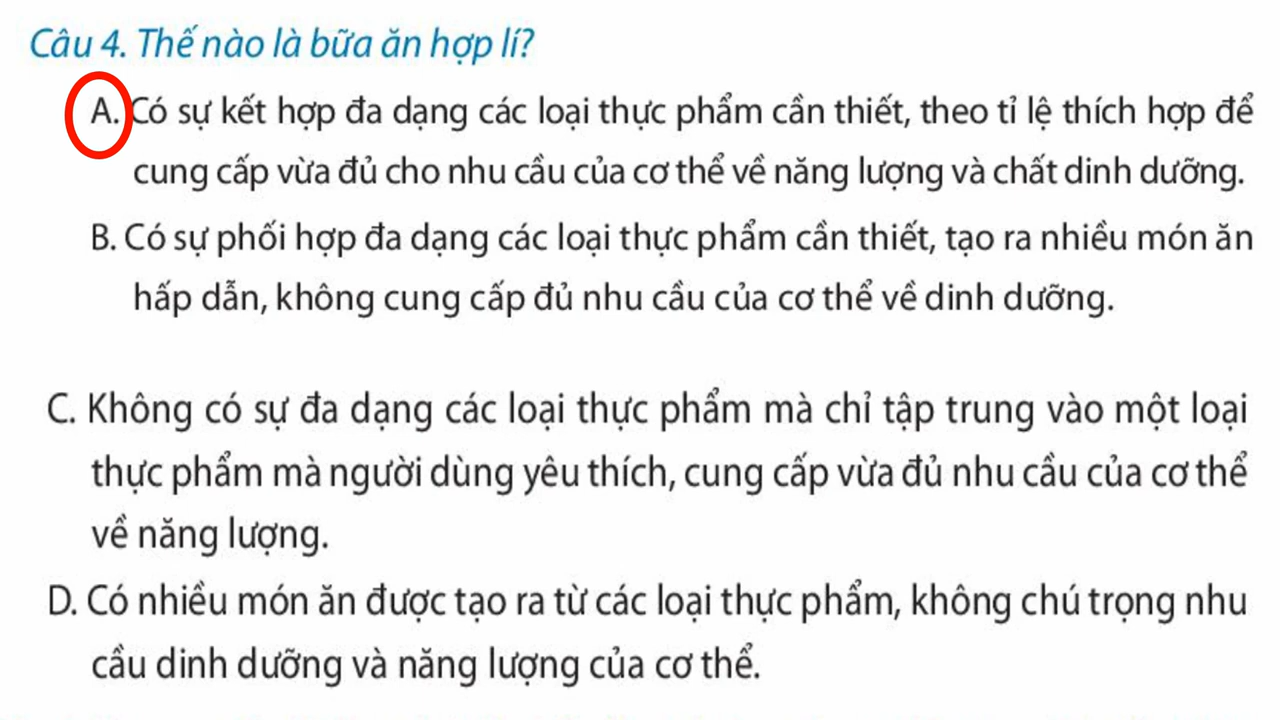 Câu 4. Thế nào là bữa ăn hợp lí?
A. Có sự kết hợp đa dạng các loại thực phẩm cần thiết, theo tỉ lệ thích hợp để
cung cấp vừa đủ cho nhu cầu của cơ thể về năng lượng và chất dinh dưỡng.
B. Có sự phối hợp đa dạng các loại thực phẩm cần thiết, tạo ra nhiều món ăn
hấp dẫn, không cung cấp đủ nhu cầu của cơ thể về dinh dưỡng.
C. Không có sự đa dạng các loại thực phẩm mà chỉ tập trung vào một loại
thực phẩm mà người dùng yêu thích, cung cấp vừa đủ nhu cầu của cơ thể
về năng lượng.
D. Có nhiều món ăn được tạo ra từ các loại thực phẩm, không chú trọng nhu
cầu dinh dưỡng và năng lượng của cơ thể.